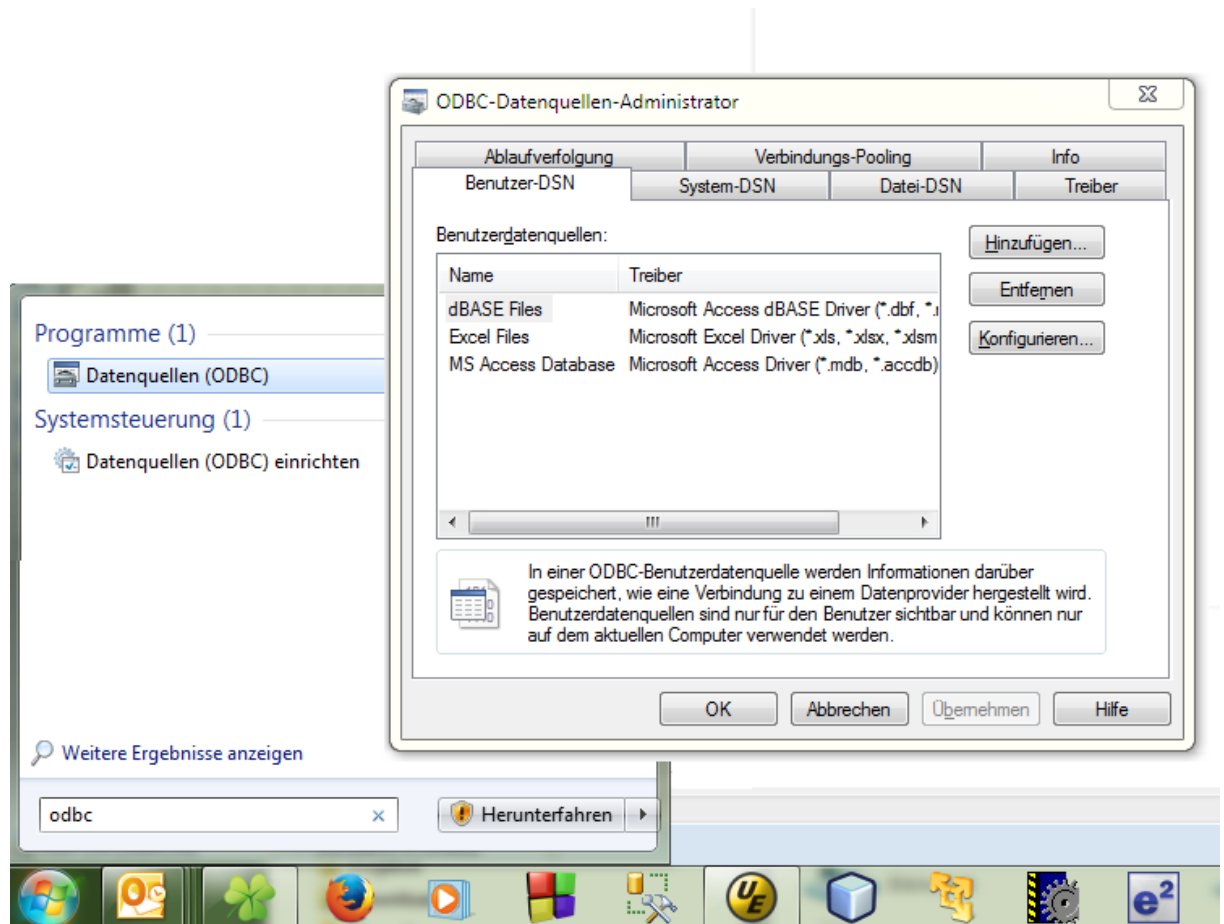 ODBC-Datenquellen-Administrator
Ablaufverfolgung Verbindungs-Pooling Info
Benutzer-DSN System-DSN Datei-DSN Treiber
Benutzerdatenquellen:
Name Treiber
dBASE Files Microsoft Access dBASE Driver (*.dbf, *.
Excel Files Microsoft Excel Driver (*.xls, *.xlsx, *.xlsm
MS Access Database Microsoft Access Driver (*.mdb, *.accdb)
Hinzufügen...
Entfernen
Konfigurieren...
In einer ODBC-Benutzerdatenquelle werden Informationen darüber
gespeichert, wie eine Verbindung zu einem Datenprovider hergestellt wird.
Benutzerdatenquellen sind nur für den Benutzer sichtbar und können nur
auf dem aktuellen Computer verwendet werden.
OK Abbrechen Übernehmen Hilfe
Programme (1)
Datenquellen (ODBC)
Systemsteuerung (1)
Datenquellen (ODBC) einrichten
Weitere Ergebnisse anzeigen
odbc
Herunterfahren
UE
e²